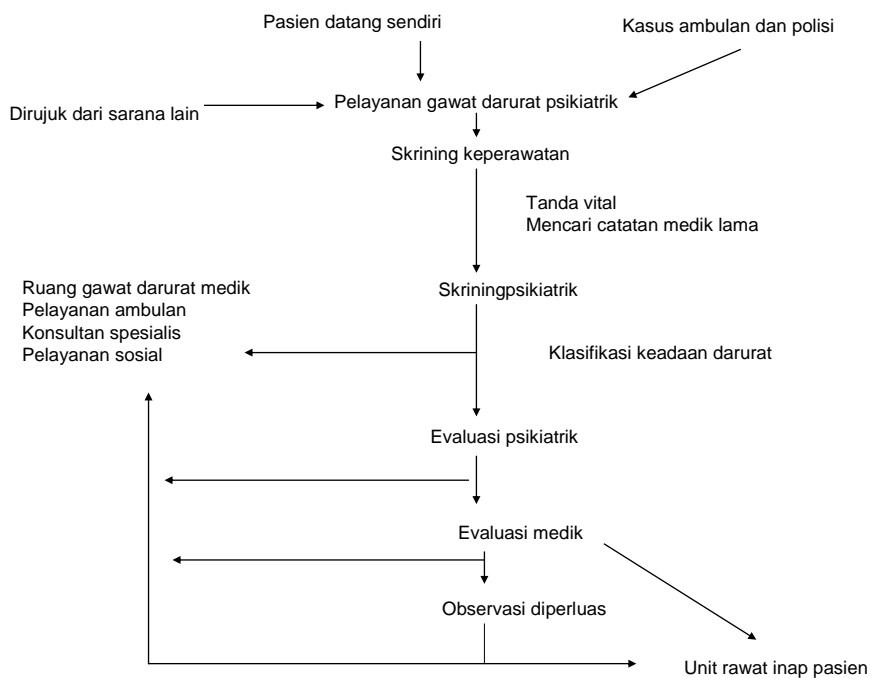 Pasien datang sendiri
Kasus ambulan dan polisi
Dirujuk dari sarana lain
Pelayanan gawat darurat psikiatrik
Skrining keperawatan
Tanda vital
Mencari catatan medik lama
Ruang gawat darurat medik
Pelayanan ambulan
Konsultan spesialis
Pelayanan sosial
Skriningpsikiatrik
Klasifikasi keadaan darurat
Evaluasi psikiatrik
Evaluasi medik
Observasi diperluas
Unit rawat inap pasien